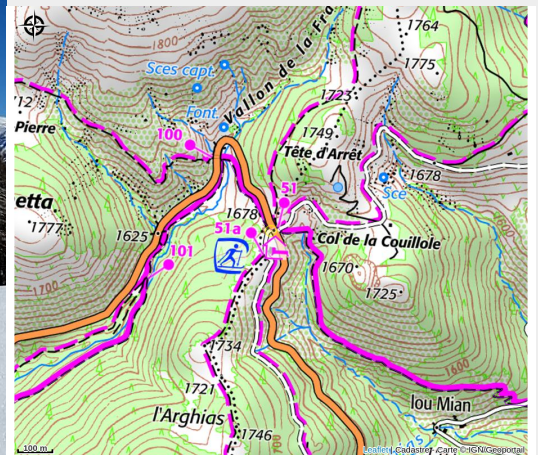 1764
1800
Sces capt.
Vallon de la Fra
1775
'12
1723
Font.
Pierre
100
1749
Tête d'Arrêt
1678
Sce
etta
51
1678
1777
1625
51a
Col de la Couillole
101
1670
1700
1725
1734
1600
1721
lou Mian
l'Arghias
1746
100 m
Leaflet | Cadastre - Carte © IGN/Geoportail